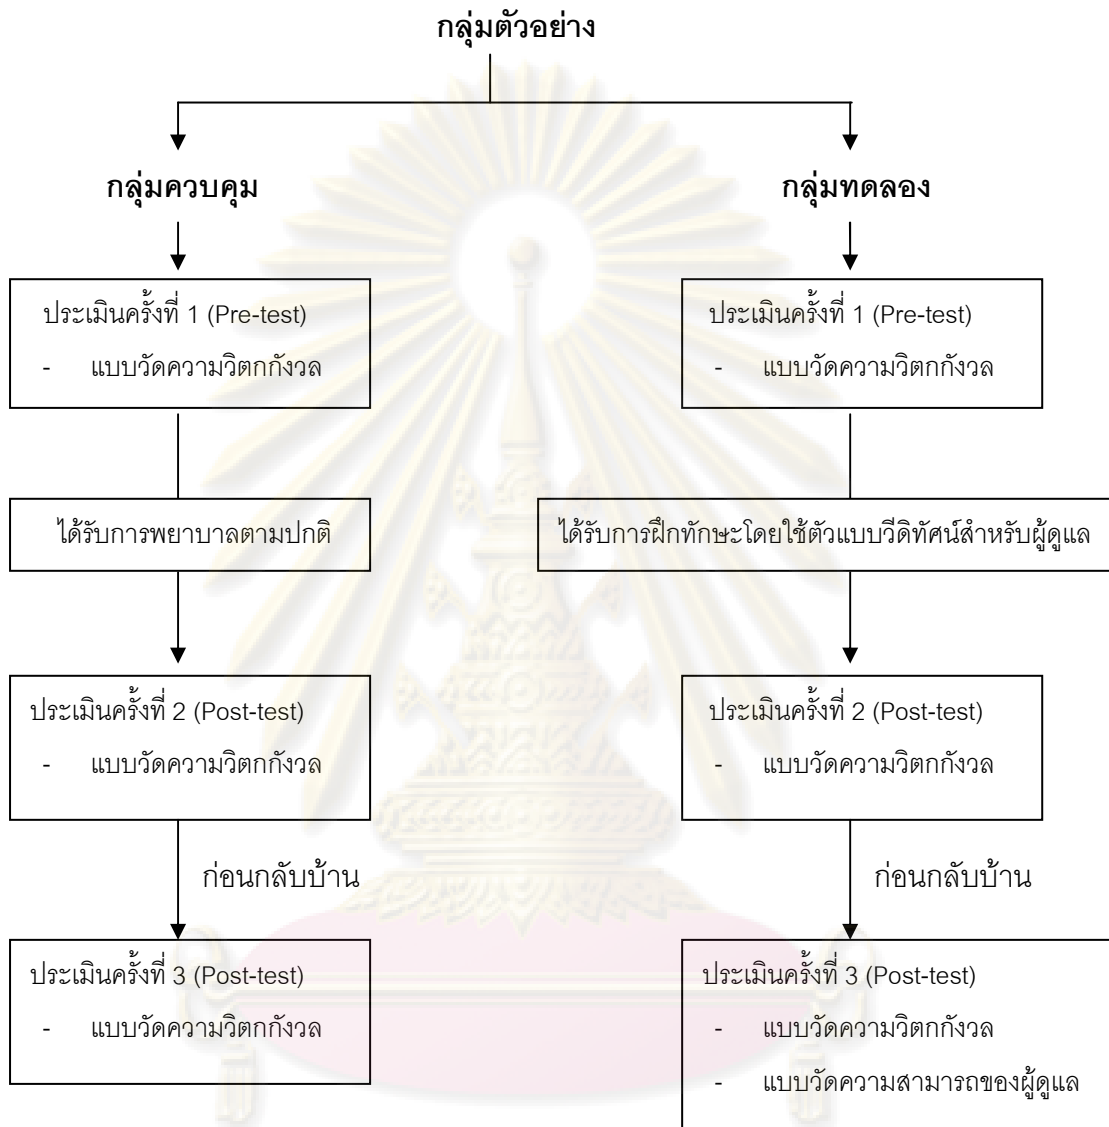 กลุ่มตัวอย่าง
กลุ่มควบคุม
กลุ่มทดลอง
ประเมินครั้งที่ 1 (Pre-test)
- แบบวัดความวิตกกังวล
ประเมินครั้งที่ 1 (Pre-test)
- แบบวัดความวิตกกังวล
ได้รับการพยาบาลตามปกติ
ได้รับการฝึกทักษะโดยใช้ตัวแบบวีดิทัศน์สำหรับผู้ดูแล
ประเมินครั้งที่ 2 (Post-test)
- แบบวัดความวิตกกังวล
ประเมินครั้งที่ 2 (Post-test)
- แบบวัดความวิตกกังวล
ก่อนกลับบ้าน
ก่อนกลับบ้าน
ประเมินครั้งที่ 3 (Post-test)
- แบบวัดความวิตกกังวล
ประเมินครั้งที่ 3 (Post-test)
- แบบวัดความวิตกกังวล
- แบบวัดความสามารถของผู้ดูแล